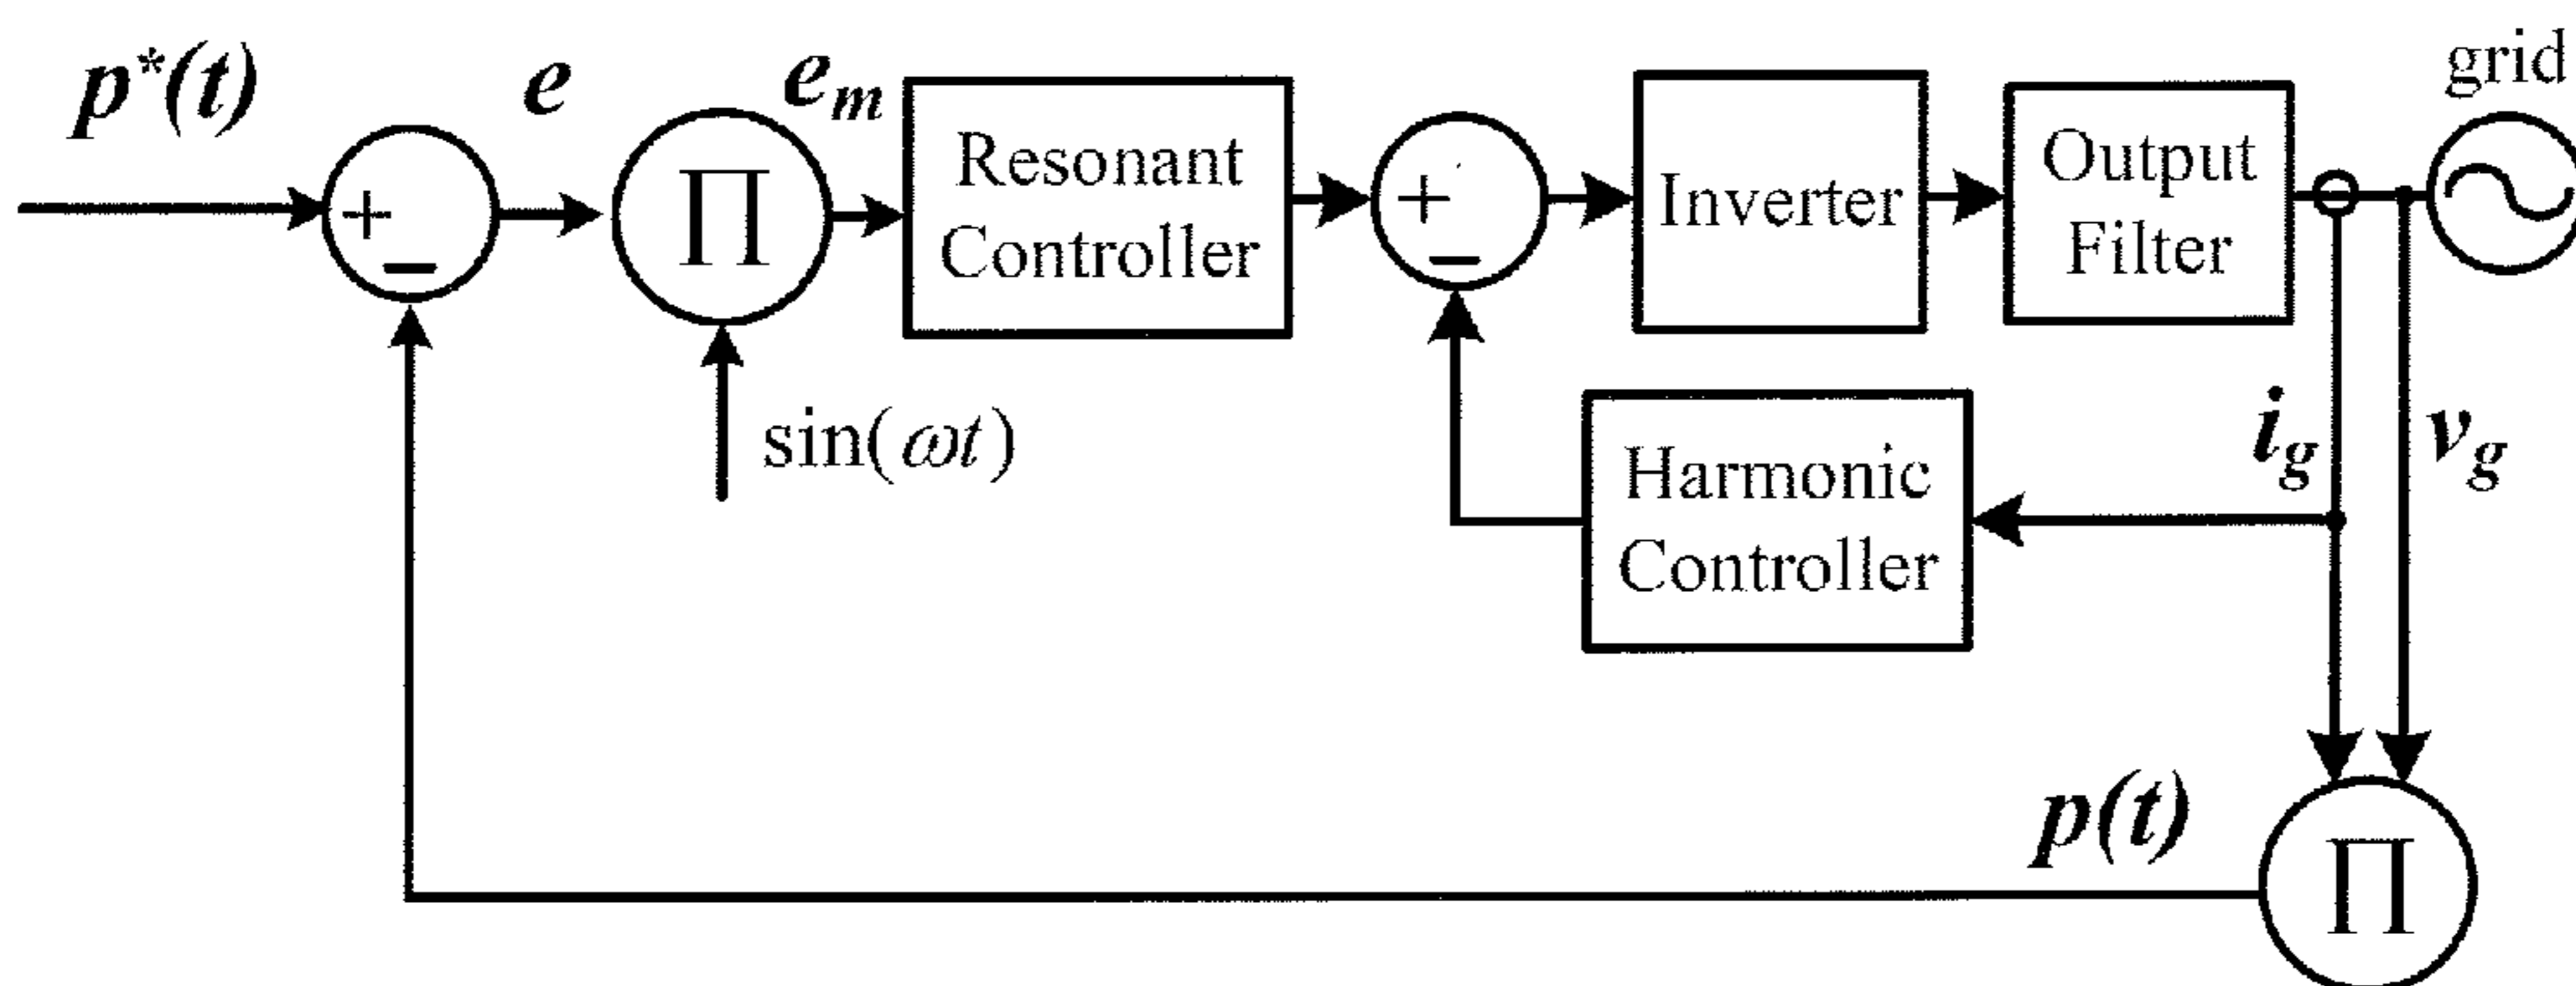 p*(t)
e
e_m
grid
+
−
Π
Resonant
Controller
+
−
Inverter
Output
Filter
sin(ωt)
Harmonic
Controller
i_g
v_g
p(t)
Π